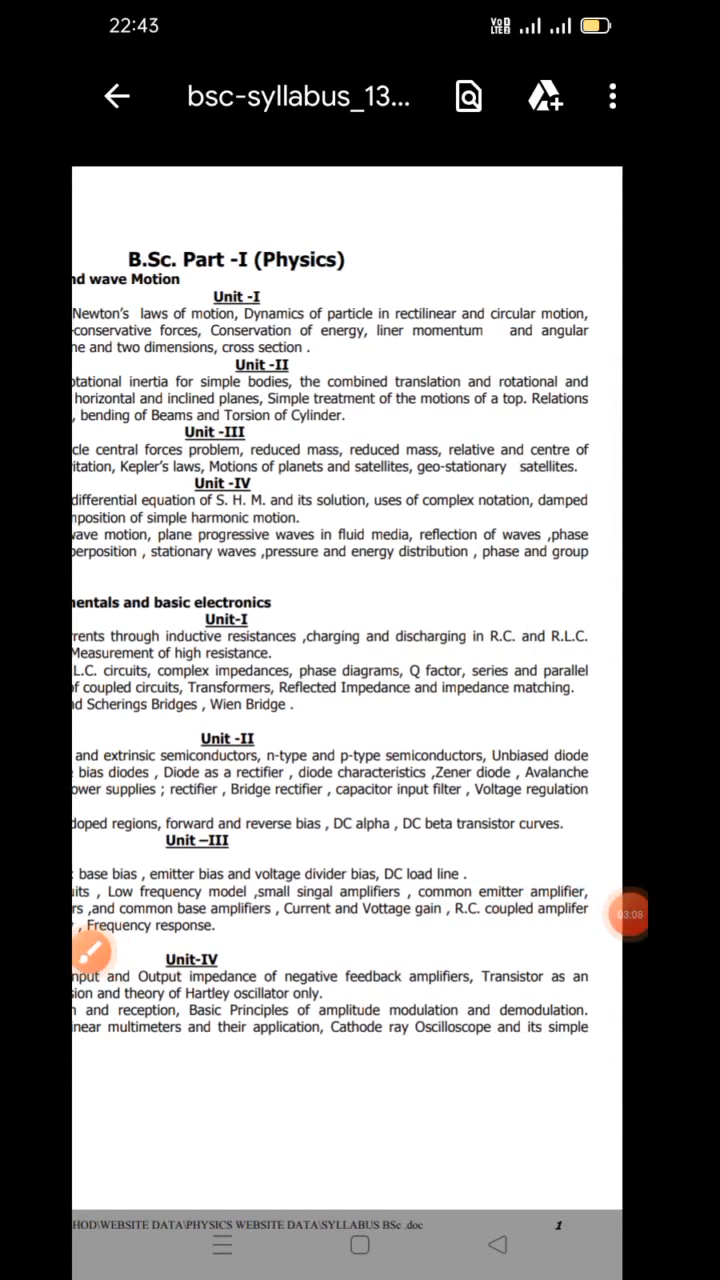 22:43
Vo LTE 2
bsc-syllabus_13...
B.Sc. Part -I (Physics)
nd wave Motion
Unit -I
Newton's laws of motion, Dynamics of particle in rectilinear and circular motion,
-conservative forces, Conservation of energy, liner momentum and angular
ne and two dimensions, cross section .
Unit -II
otational inertia for simple bodies, the combined translation and rotational and
horizontal and inclined planes, Simple treatment of the motions of a top. Relations
, bending of Beams and Torsion of Cylinder.
Unit -III
cle central forces problem, reduced mass, reduced mass, relative and centre of
itation, Kepler's laws, Motions of planets and satellites, geo-stationary satellites.
Unit -IV
differential equation of S. H. M. and its solution, uses of complex notation, damped
mposition of simple harmonic motion.
wave motion, plane progressive waves in fluid media, reflection of waves ,phase
perposition , stationary waves ,pressure and energy distribution , phase and group
mentals and basic electronics
Unit-I
rrents through inductive resistances ,charging and discharging in R.C. and R.L.C.
Measurement of high resistance.
L.C. circuits, complex impedances, phase diagrams, Q factor, series and parallel
of coupled circuits, Transformers, Reflected Impedance and impedance matching.
nd Scherings Bridges , Wien Bridge .
Unit -II
and extrinsic semiconductors, n-type and p-type semiconductors, Unbiased diode
bias diodes , Diode as a rectifier , diode characteristics ,Zener diode , Avalanche
ower supplies ; rectifier , Bridge rectifier , capacitor input filter , Voltage regulation
doped regions, forward and reverse bias , DC alpha , DC beta transistor curves.
Unit –III
: base bias , emitter bias and voltage divider bias, DC load line .
uits , Low frequency model ,small singal amplifiers , common emitter amplifier,
rs ,and common base amplifiers , Current and Vottage gain , R.C. coupled amplifer
, Frequency response.
03:08
Unit-IV
nput and Output impedance of negative feedback amplifiers, Transistor as an
sion and theory of Hartley oscillator only.
n and reception, Basic Principles of amplitude modulation and demodulation.
inear multimeters and their application, Cathode ray Oscilloscope and its simple
HOD\WEBSITE DATA\PHYSICS WEBSITE DATA\SYLLABUS BSc .doc 1